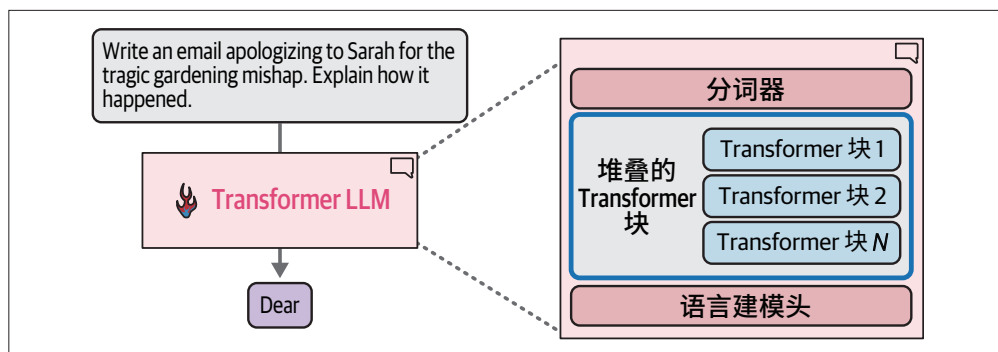 Write an email apologizing to Sarah for the
tragic gardening mishap. Explain how it
happened.
Transformer LLM
Dear
分词器
堆叠的
Transformer
块
Transformer 块 1
Transformer 块 2
Transformer 块 N
语言建模头